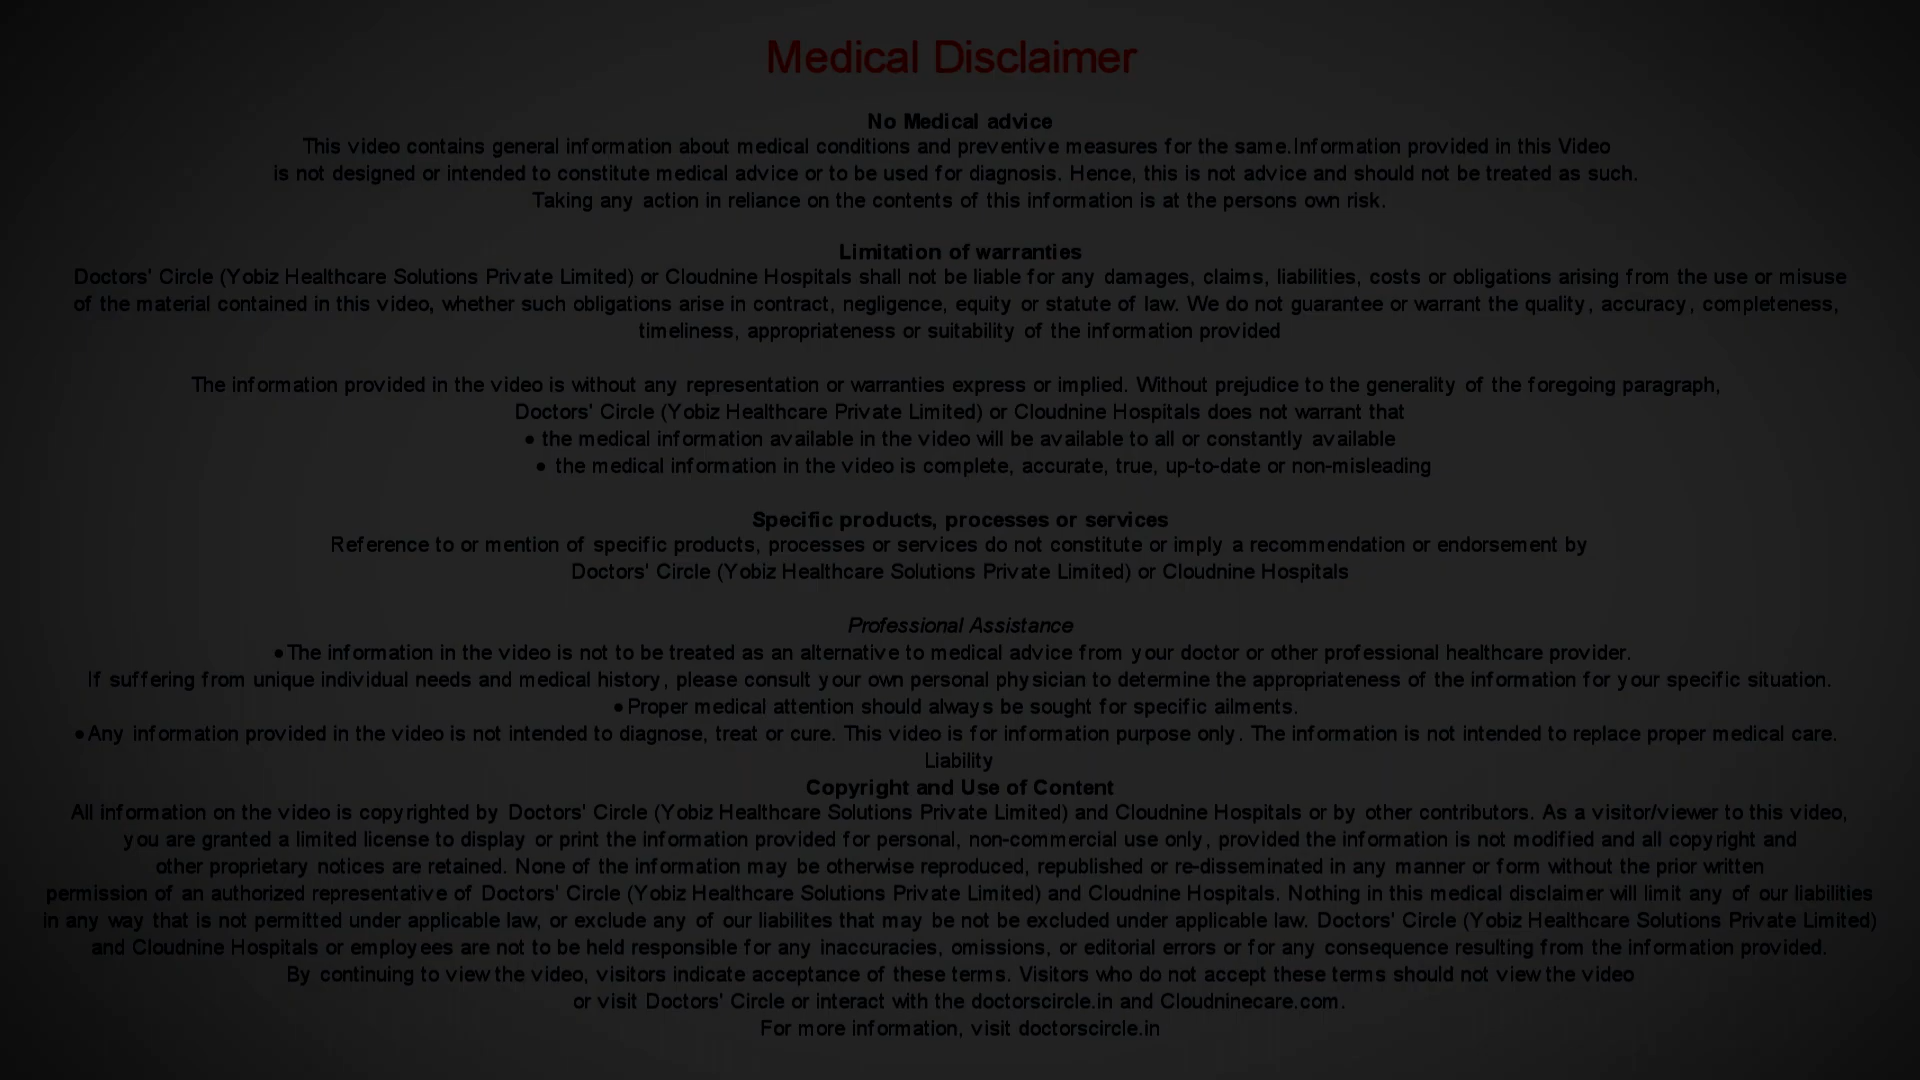 Medical Disclaimer
No Medical advice
This video contains general information about medical conditions and preventive measures for the same.Information provided in this Video
is not designed or intended to constitute medical advice or to be used for diagnosis. Hence, this is not advice and should not be treated as such.
Taking any action in reliance on the contents of this information is at the persons own risk.
Limitation of warranties
Doctors' Circle (Yobiz Healthcare Solutions Private Limited) or Cloudnine Hospitals shall not be liable for any damages, claims, liabilities, costs or obligations arising from the use or misuse
of the material contained in this video, whether such obligations arise in contract, negligence, equity or statute of law. We do not guarantee or warrant the quality, accuracy, completeness,
timeliness, appropriateness or suitability of the information provided
The information provided in the video is without any representation or warranties express or implied. Without prejudice to the generality of the foregoing paragraph,
Doctors' Circle (Yobiz Healthcare Private Limited) or Cloudnine Hospitals does not warrant that
● the medical information available in the video will be available to all or constantly available
● the medical information in the video is complete, accurate, true, up-to-date or non-misleading
Specific products, processes or services
Reference to or mention of specific products, processes or services do not constitute or imply a recommendation or endorsement by
Doctors' Circle (Yobiz Healthcare Solutions Private Limited) or Cloudnine Hospitals
Professional Assistance
●The information in the video is not to be treated as an alternative to medical advice from your doctor or other professional healthcare provider.
If suffering from unique individual needs and medical history, please consult your own personal physician to determine the appropriateness of the information for your specific situation.
●Proper medical attention should always be sought for specific ailments.
●Any information provided in the video is not intended to diagnose, treat or cure. This video is for information purpose only. The information is not intended to replace proper medical care.
Liability
Copyright and Use of Content
All information on the video is copyrighted by Doctors' Circle (Yobiz Healthcare Solutions Private Limited) and Cloudnine Hospitals or by other contributors. As a visitor/viewer to this video,
you are granted a limited license to display or print the information provided for personal, non-commercial use only, provided the information is not modified and all copyright and
other proprietary notices are retained. None of the information may be otherwise reproduced, republished or re-disseminated in any manner or form without the prior written
permission of an authorized representative of Doctors' Circle (Yobiz Healthcare Solutions Private Limited) and Cloudnine Hospitals. Nothing in this medical disclaimer will limit any of our liabilities
in any way that is not permitted under applicable law, or exclude any of our liabilites that may be not be excluded under applicable law. Doctors' Circle (Yobiz Healthcare Solutions Private Limited)
and Cloudnine Hospitals or employees are not to be held responsible for any inaccuracies, omissions, or editorial errors or for any consequence resulting from the information provided.
By continuing to view the video, visitors indicate acceptance of these terms. Visitors who do not accept these terms should not view the video
or visit Doctors' Circle or interact with the doctorscircle.in and Cloudninecare.com.
For more information, visit doctorscircle.in